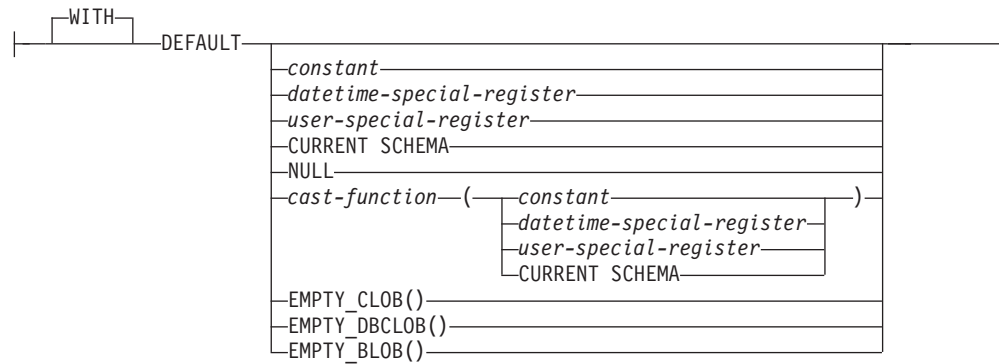 WITH
DEFAULT
constant
datetime-special-register
user-special-register
CURRENT SCHEMA
NULL
cast-function ( constant )
datetime-special-register
user-special-register
CURRENT SCHEMA
EMPTY_CLOB()
EMPTY_DBCLOB()
EMPTY_BLOB()